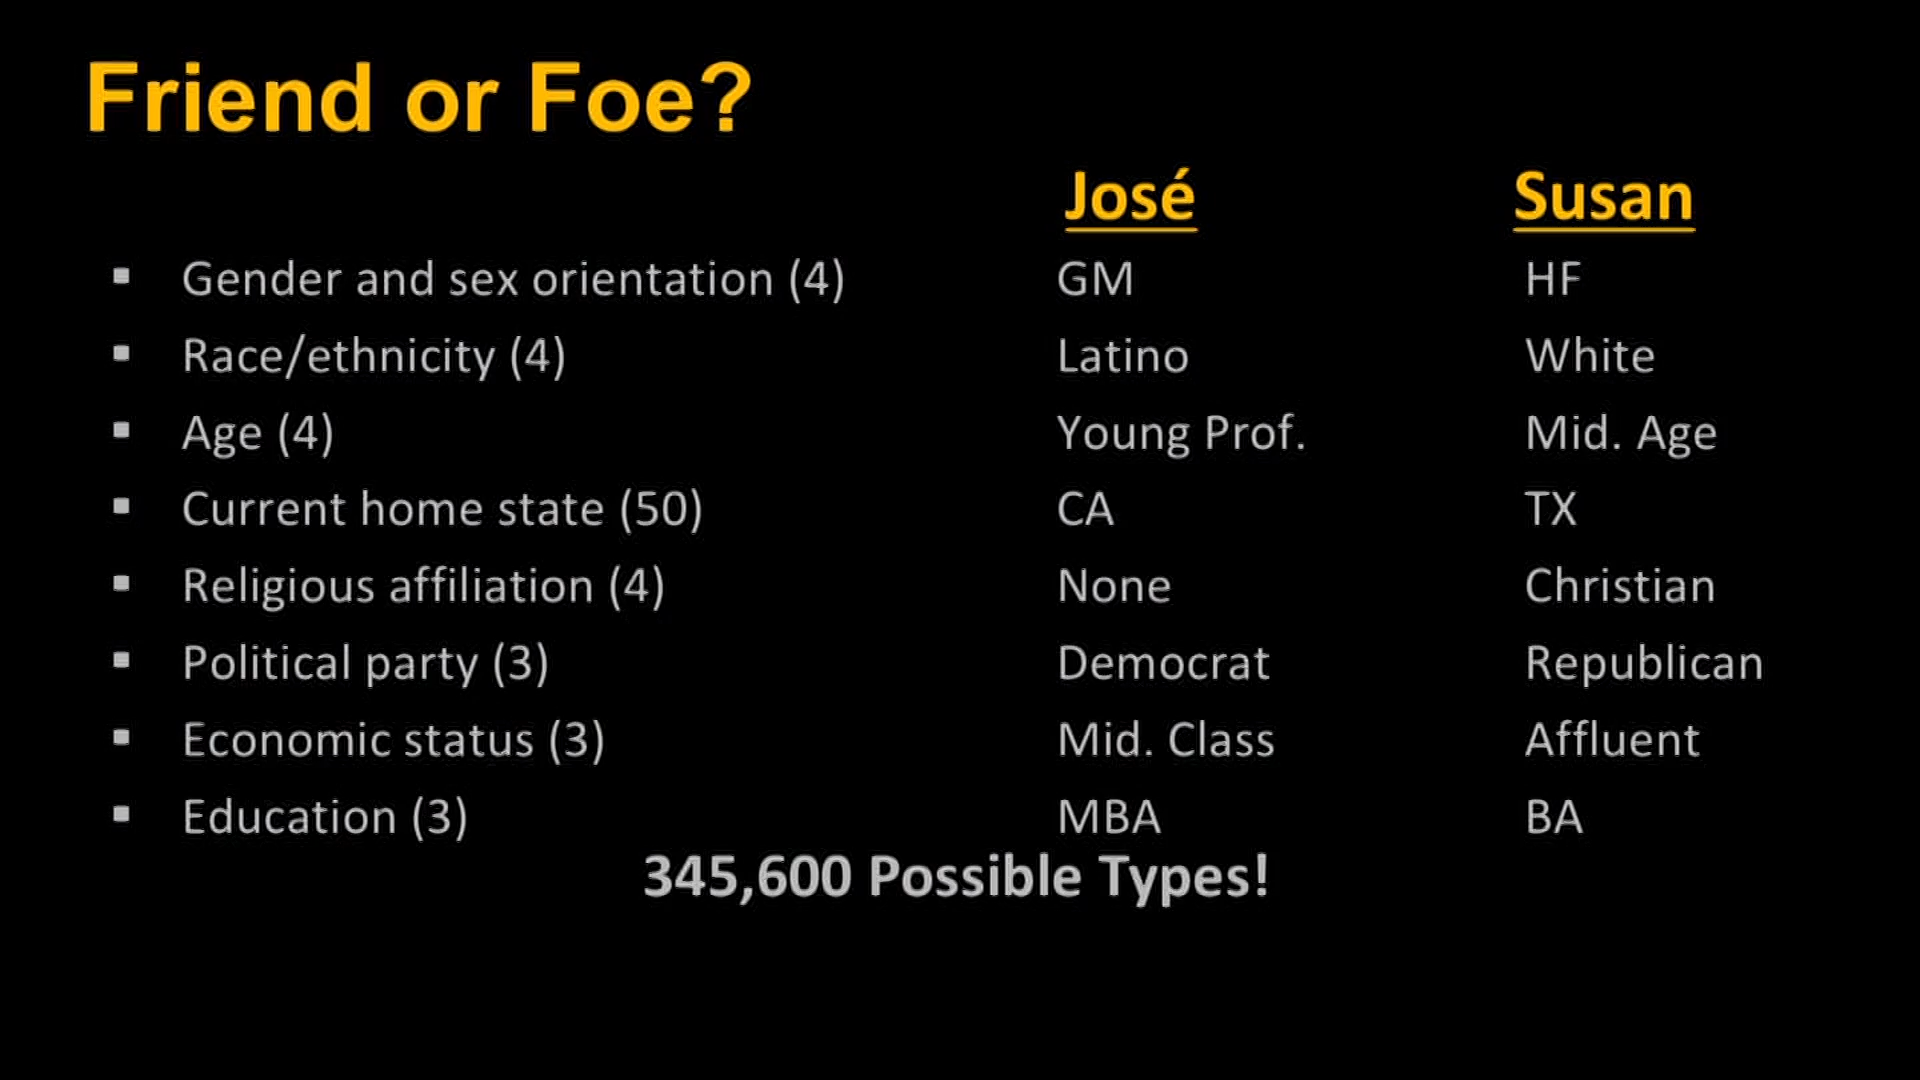 Friend or Foe?
José Susan
▪ Gender and sex orientation (4) GM HF
▪ Race/ethnicity (4) Latino White
▪ Age (4) Young Prof. Mid. Age
▪ Current home state (50) CA TX
▪ Religious affiliation (4) None Christian
▪ Political party (3) Democrat Republican
▪ Economic status (3) Mid. Class Affluent
▪ Education (3) MBA BA
345,600 Possible Types!